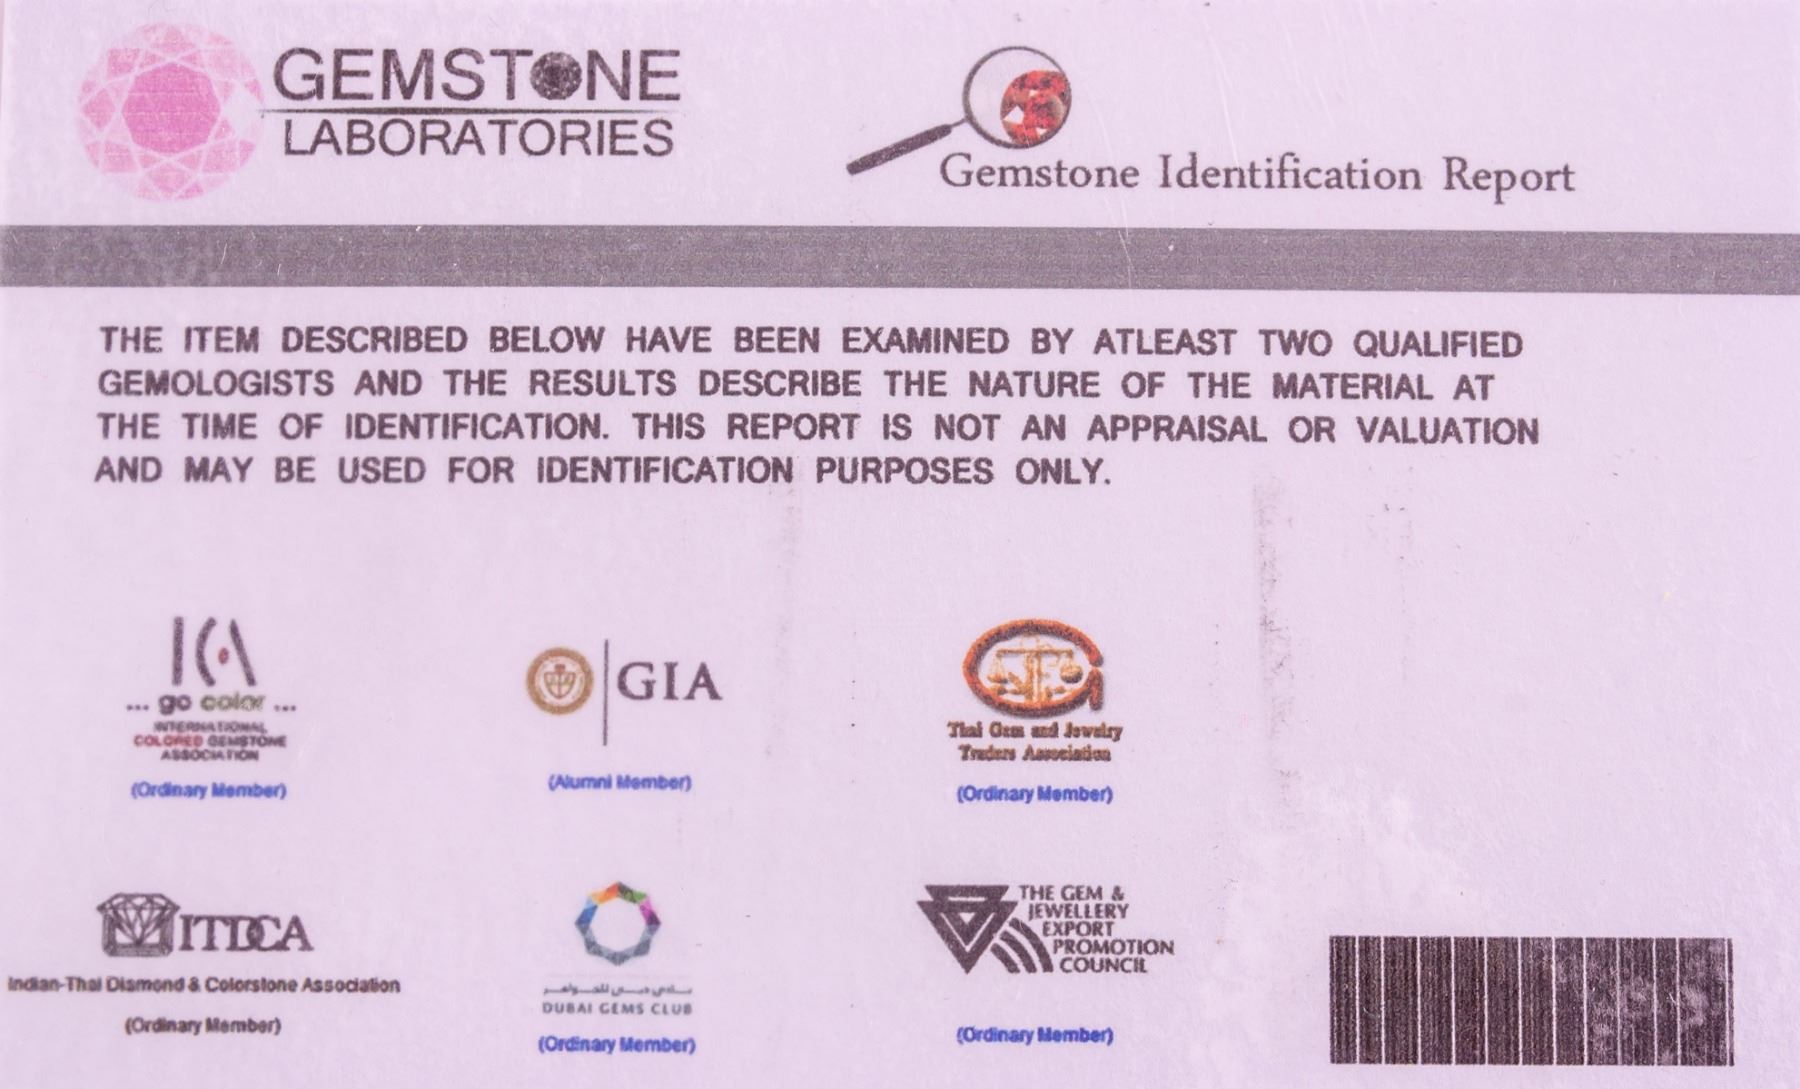 GEMSTONE
LABORATORIES
Gemstone Identification Report
THE ITEM DESCRIBED BELOW HAVE BEEN EXAMINED BY ATLEAST TWO QUALIFIED
GEMOLOGISTS AND THE RESULTS DESCRIBE THE NATURE OF THE MATERIAL AT
THE TIME OF IDENTIFICATION. THIS REPORT IS NOT AN APPRAISAL OR VALUATION
AND MAY BE USED FOR IDENTIFICATION PURPOSES ONLY.
ICA
... go color ...
INTERNATIONAL
COLORED GEMSTONE
ASSOCIATION
(Ordinary Member)
GIA
(Alumni Member)
Thai Gem and Jewelry
Traders Association
(Ordinary Member)
ITDCA
Indian-Thai Diamond & Colorstone Association
(Ordinary Member)
DUBAI GEMS CLUB
(Ordinary Member)
THE GEM &
JEWELLERY
EXPORT
PROMOTION
COUNCIL
(Ordinary Member)